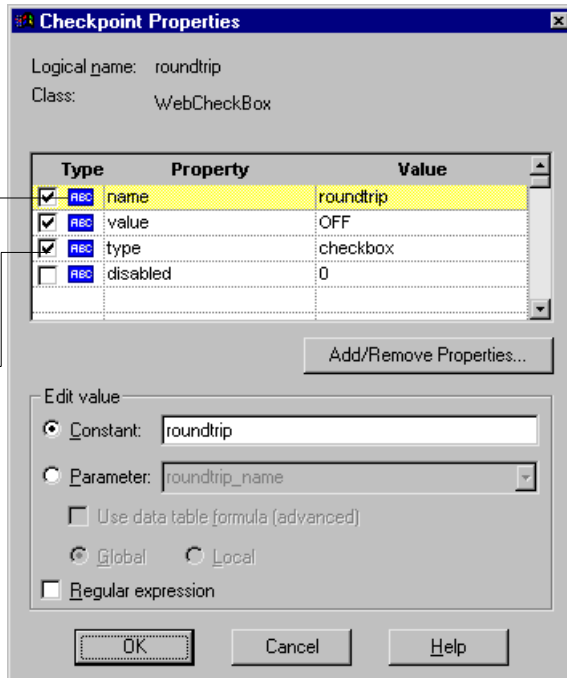 Checkpoint Properties
Logical name: roundtrip
Class: WebCheckBox
Type Property Value
ABC name roundtrip
ABC value OFF
ABC type checkbox
ABC disabled 0
Add/Remove Properties...
Edit value
Constant: roundtrip
Parameter: roundtrip_name
Use data table formula (advanced)
Global Local
Regular expression
OK Cancel Help